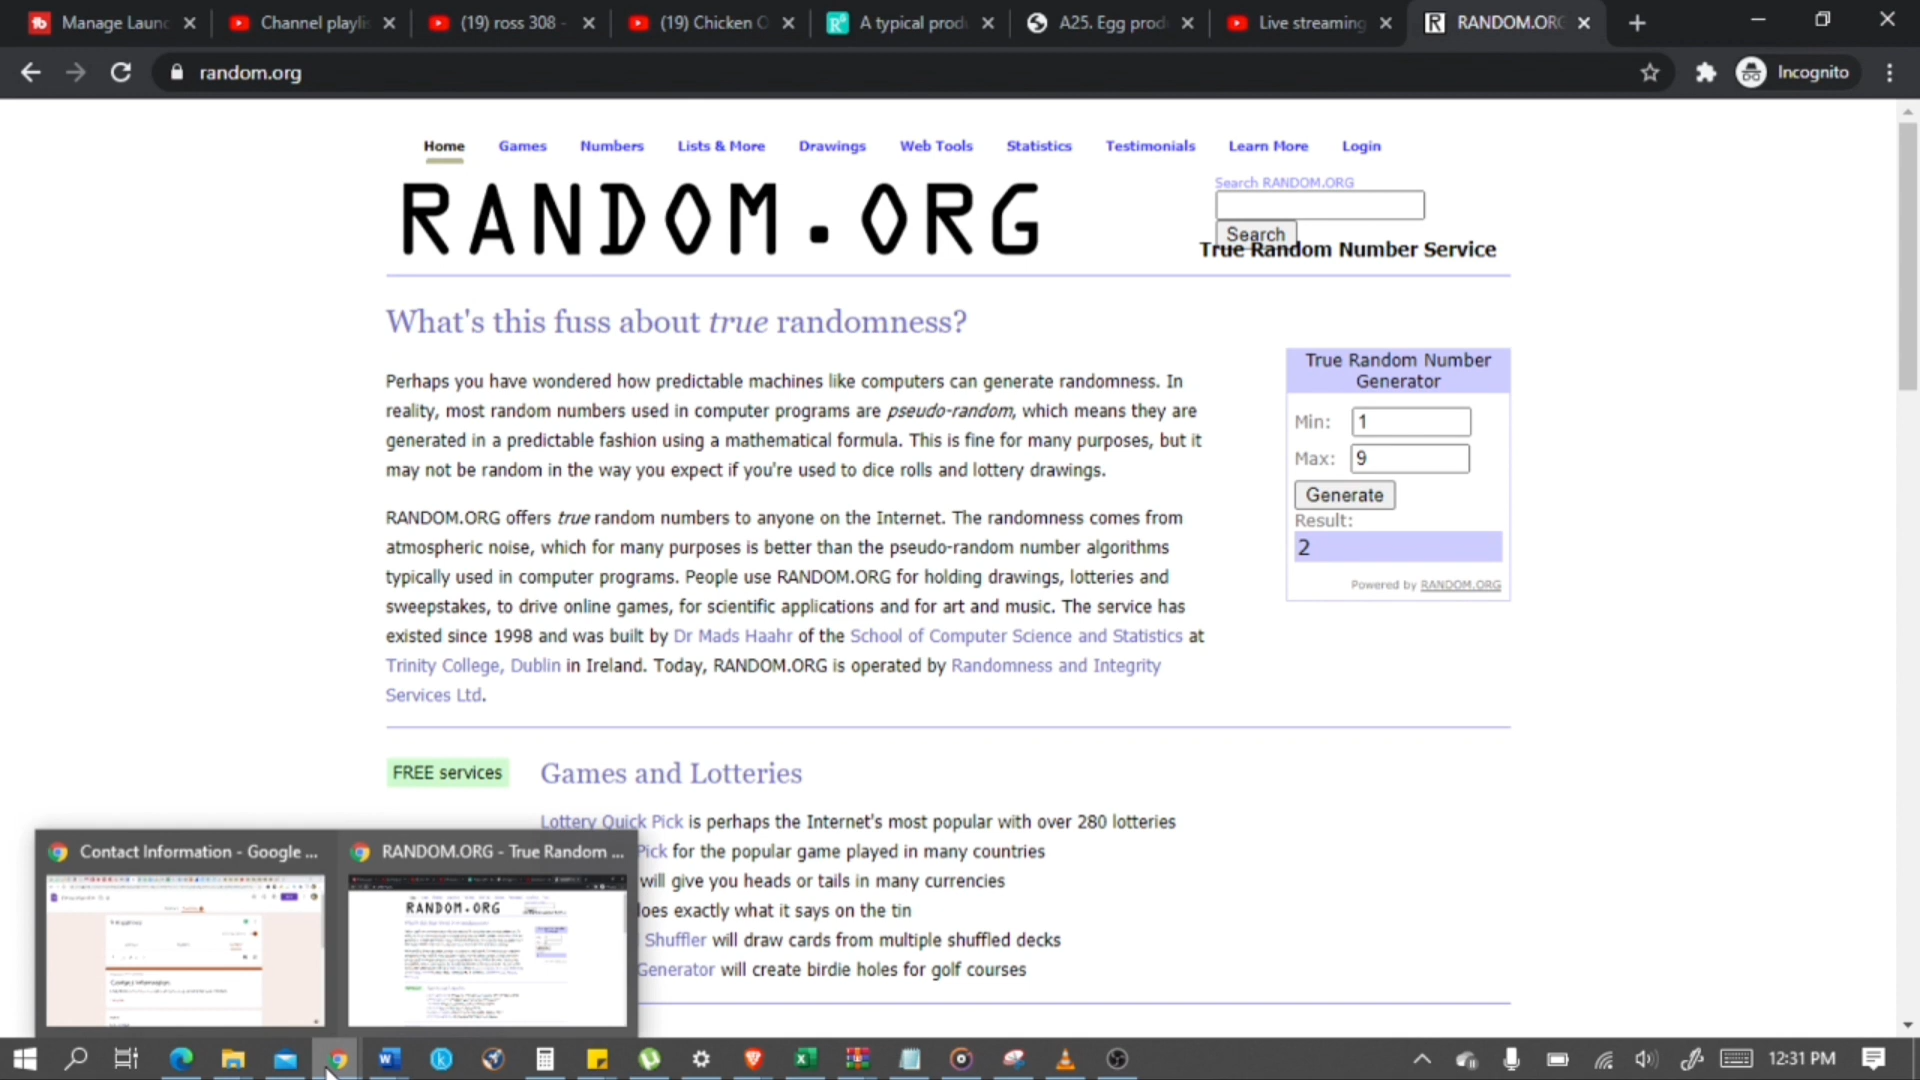 Manage Laun
Channel playli
(19) ross 308 -
(19) Chicken
A typical prod
A25. Egg prod
Live streaming
RANDOM.ORG
random.org
Incognito
Home
Games
Numbers
Lists & More
Drawings
Web Tools
Statistics
Testimonials
Learn More
Login
RANDOM.ORG
Search RANDOM.ORG
Search
True Random Number Service
What's this fuss about true randomness?
Perhaps you have wondered how predictable machines like computers can generate randomness. In
reality, most random numbers used in computer programs are pseudo-random, which means they are
generated in a predictable fashion using a mathematical formula. This is fine for many purposes, but it
may not be random in the way you expect if you're used to dice rolls and lottery drawings.
RANDOM.ORG offers true random numbers to anyone on the Internet. The randomness comes from
atmospheric noise, which for many purposes is better than the pseudo-random number algorithms
typically used in computer programs. People use RANDOM.ORG for holding drawings, lotteries and
sweepstakes, to drive online games, for scientific applications and for art and music. The service has
existed since 1998 and was built by Dr Mads Haahr of the School of Computer Science and Statistics at
Trinity College, Dublin in Ireland. Today, RANDOM.ORG is operated by Randomness and Integrity
Services Ltd.
True Random Number
Generator
Min: 1
Max: 9
Generate
Result:
2
Powered by RANDOM.ORG
FREE services
Games and Lotteries
Lottery Quick Pick is perhaps the Internet's most popular with over 280 lotteries
Pick for the popular game played in many countries
will give you heads or tails in many currencies
does exactly what it says on the tin
Shuffler will draw cards from multiple shuffled decks
Generator will create birdie holes for golf courses
Contact Information - Google ...
RANDOM.ORG - True Random ...
RANDOM.ORG
Contact Information
12:31 PM